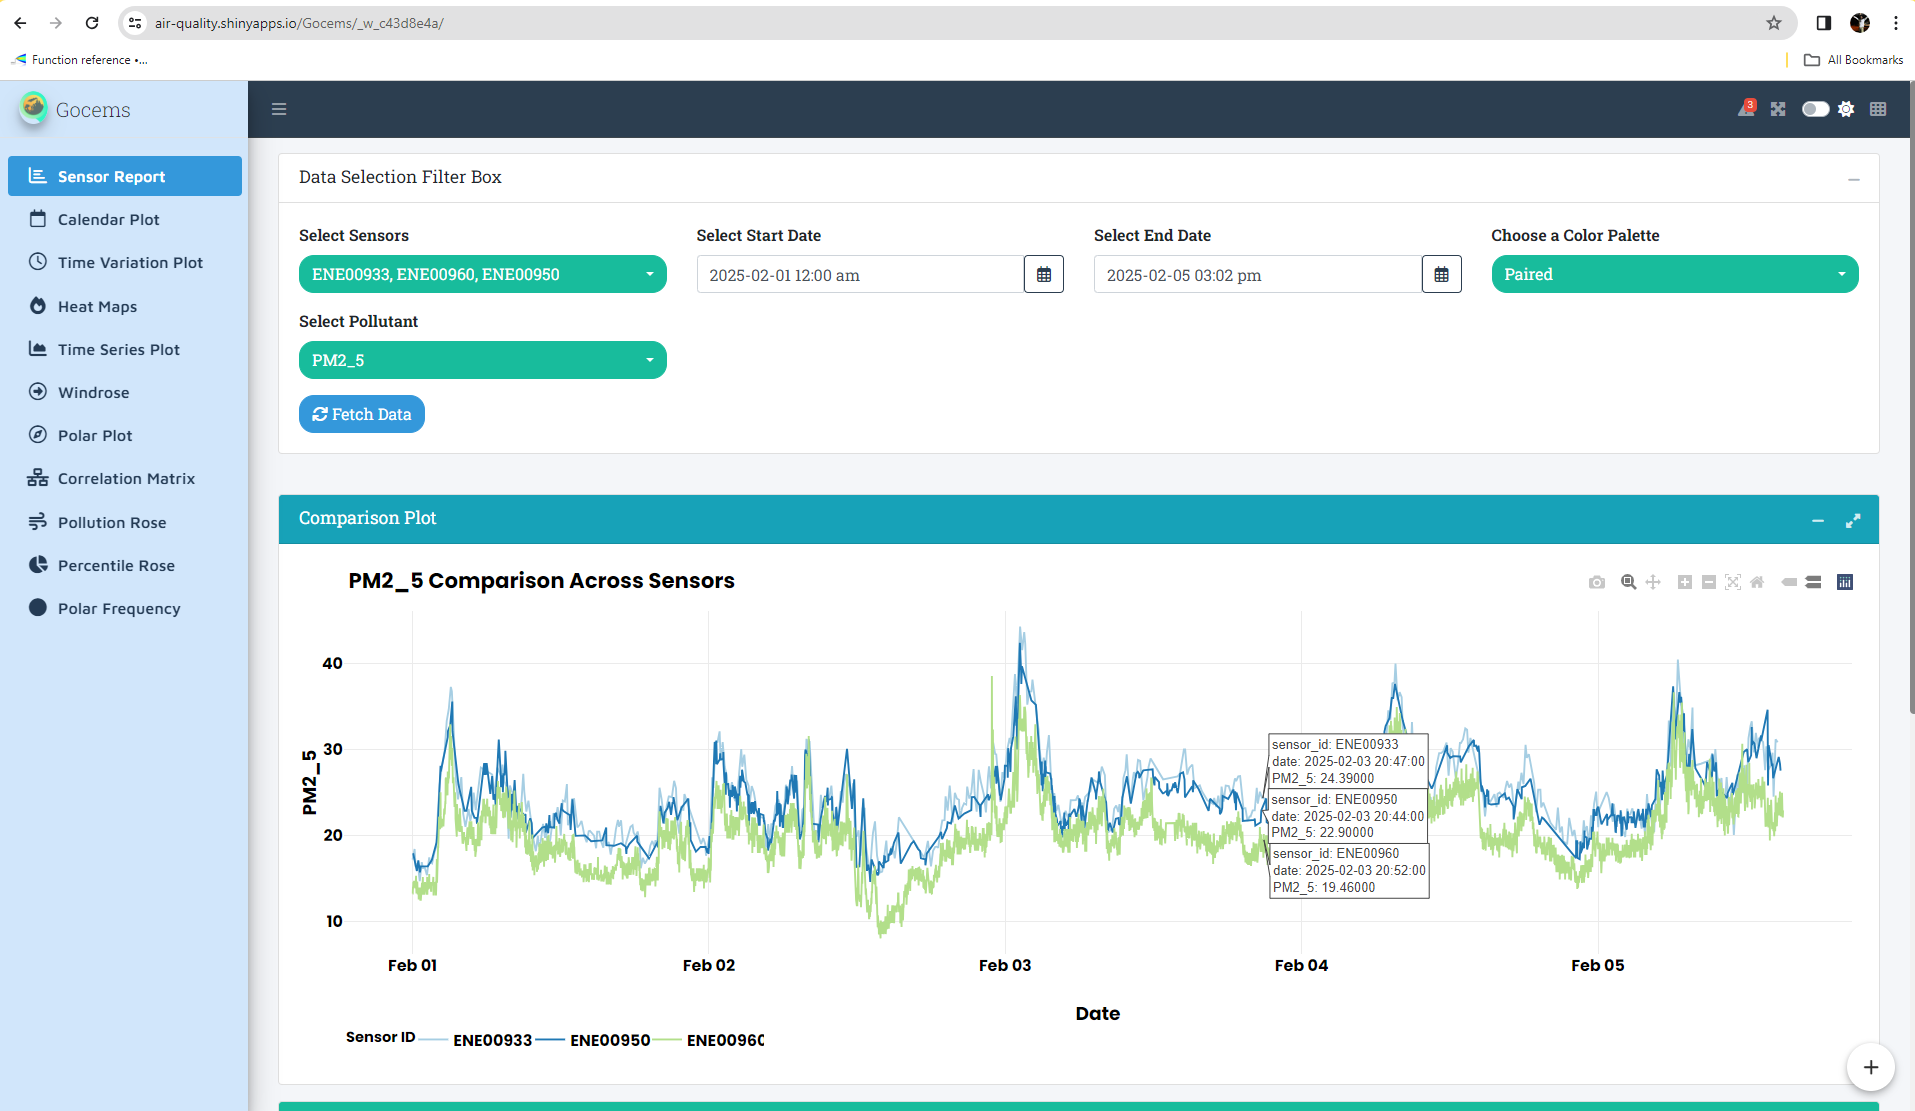 air-quality.shinyapps.io/Gocems/_w_c43d8e4a/
Function reference •...
All Bookmarks
Gocems
3
Sensor Report
Calendar Plot
Time Variation Plot
Heat Maps
Time Series Plot
Windrose
Polar Plot
Correlation Matrix
Pollution Rose
Percentile Rose
Polar Frequency
Data Selection Filter Box
Select Sensors
ENE00933, ENE00960, ENE00950
Select Start Date
2025-02-01 12:00 am
Select End Date
2025-02-05 03:02 pm
Choose a Color Palette
Paired
Select Pollutant
PM2_5
Fetch Data
Comparison Plot
PM2_5 Comparison Across Sensors
PM2_5
40
30
20
10
sensor_id: ENE00933
date: 2025-02-03 20:47:00
PM2_5: 24.39000
sensor_id: ENE00950
date: 2025-02-03 20:44:00
PM2_5: 22.90000
sensor_id: ENE00960
date: 2025-02-03 20:52:00
PM2_5: 19.46000
Feb 01 Feb 02 Feb 03 Feb 04 Feb 05
Date
Sensor ID ENE00933 ENE00950 ENE00960